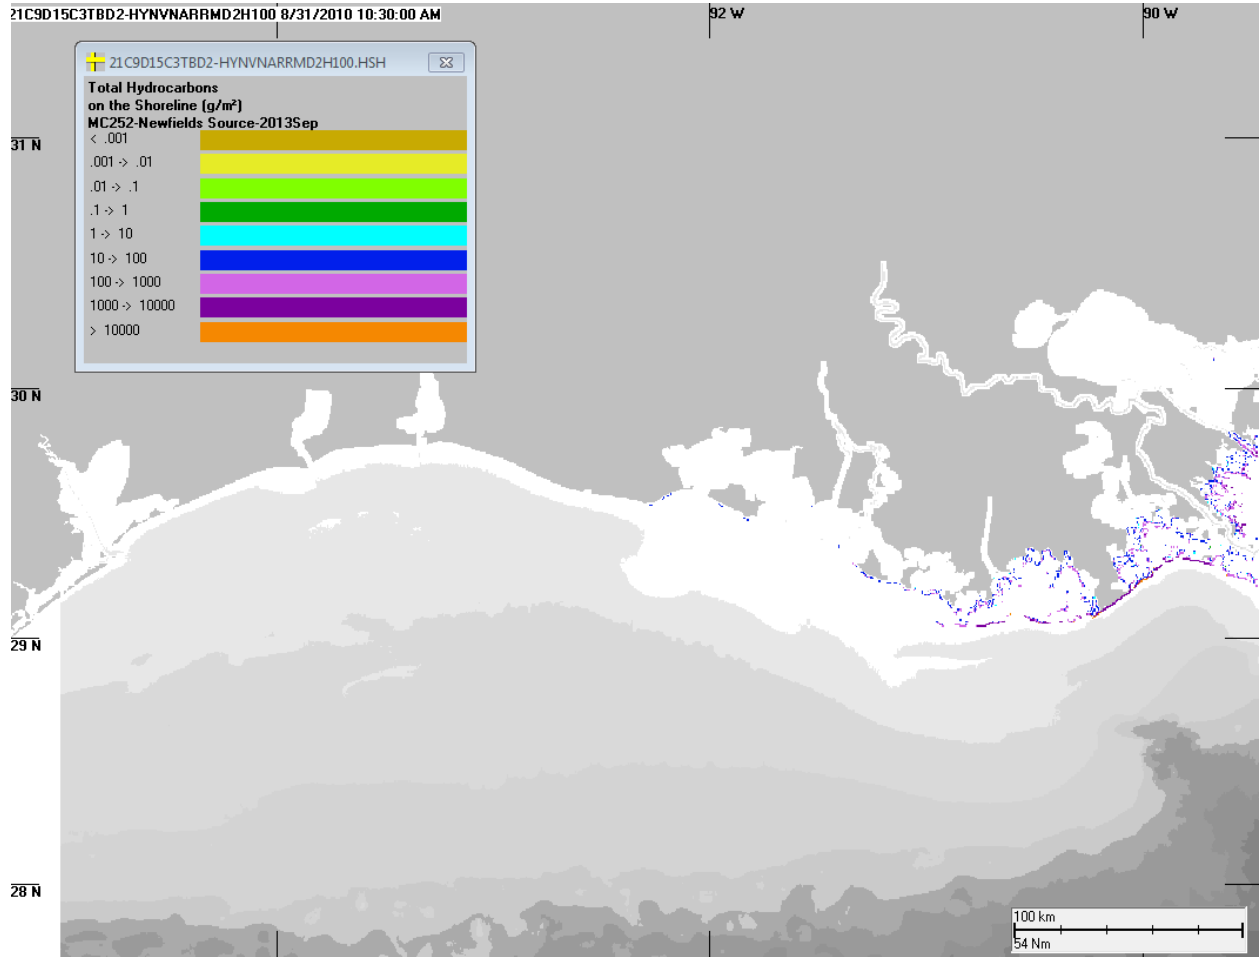 21C9D15C3TBD2-HYNVNARRMD2H100 8/31/2010 10:30:00 AM
92 W
90 W
21C9D15C3TBD2-HYNVNARRMD2H100.HSH
Total Hydrocarbons
on the Shoreline (g/m²)
MC252-Newfields Source-2013Sep
< .001
.001 -> .01
.01 -> .1
.1 -> 1
1 -> 10
10 -> 100
100 -> 1000
1000 -> 10000
> 10000
31 N
30 N
29 N
28 N
100 km
54 Nm